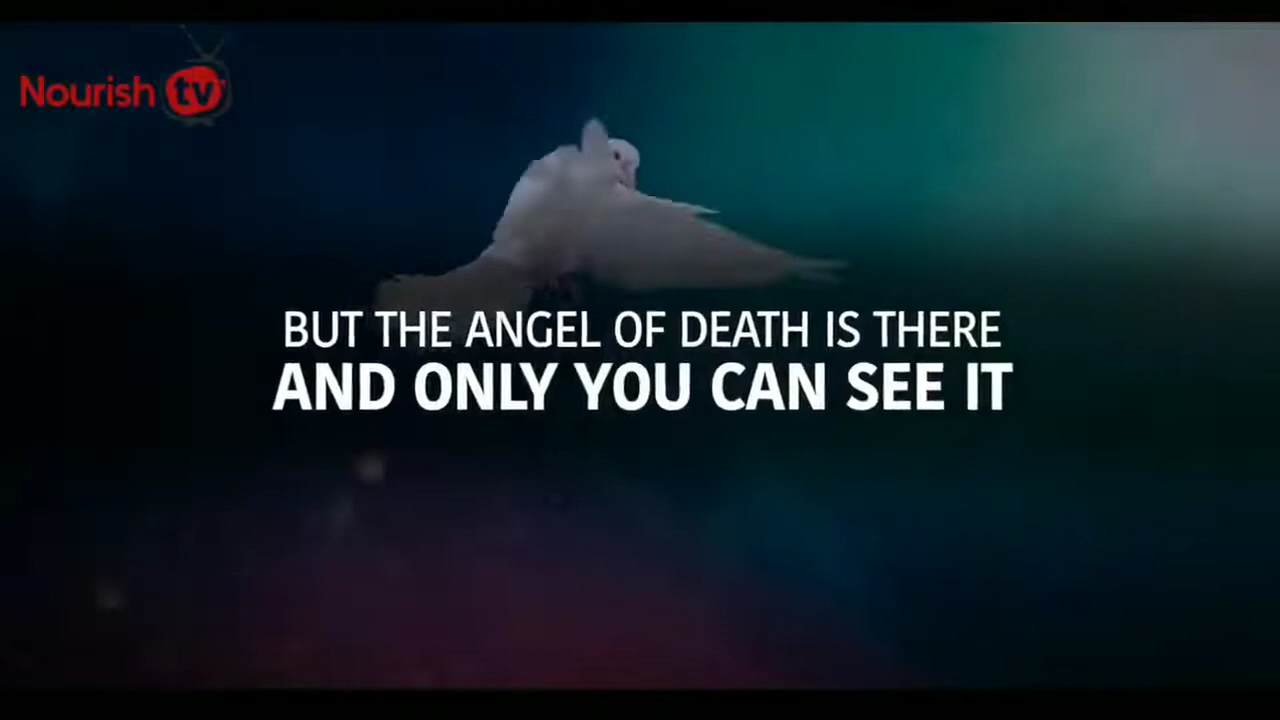 Nourish tv
BUT THE ANGEL OF DEATH IS THERE
AND ONLY YOU CAN SEE IT